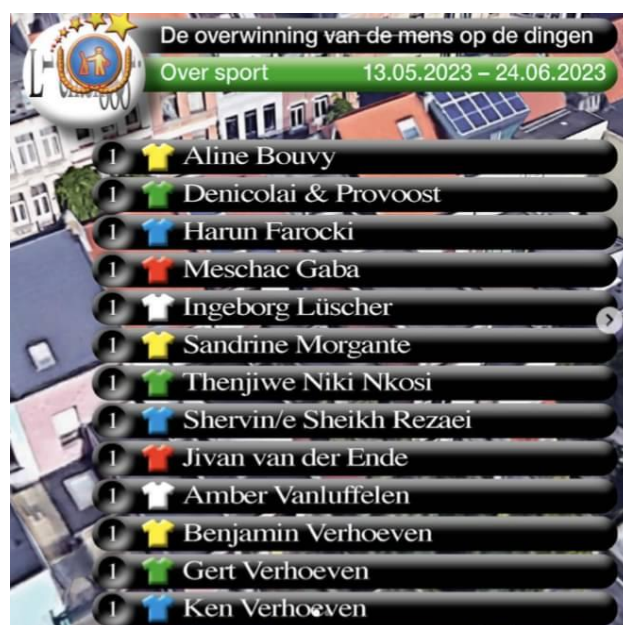 De overwinning van de mens op de dingen
Over sport 13.05.2023 – 24.06.2023
1 Aline Bouvy
1 Denicolai & Provoost
1 Harun Farocki
1 Meschac Gaba
1 Ingeborg Lüscher
1 Sandrine Morgante
1 Thenjiwe Niki Nkosi
1 Shervin/e Sheikh Rezaei
1 Jivan van der Ende
1 Amber Vanluffelen
1 Benjamin Verhoeven
1 Gert Verhoeven
1 Ken Verhoeven